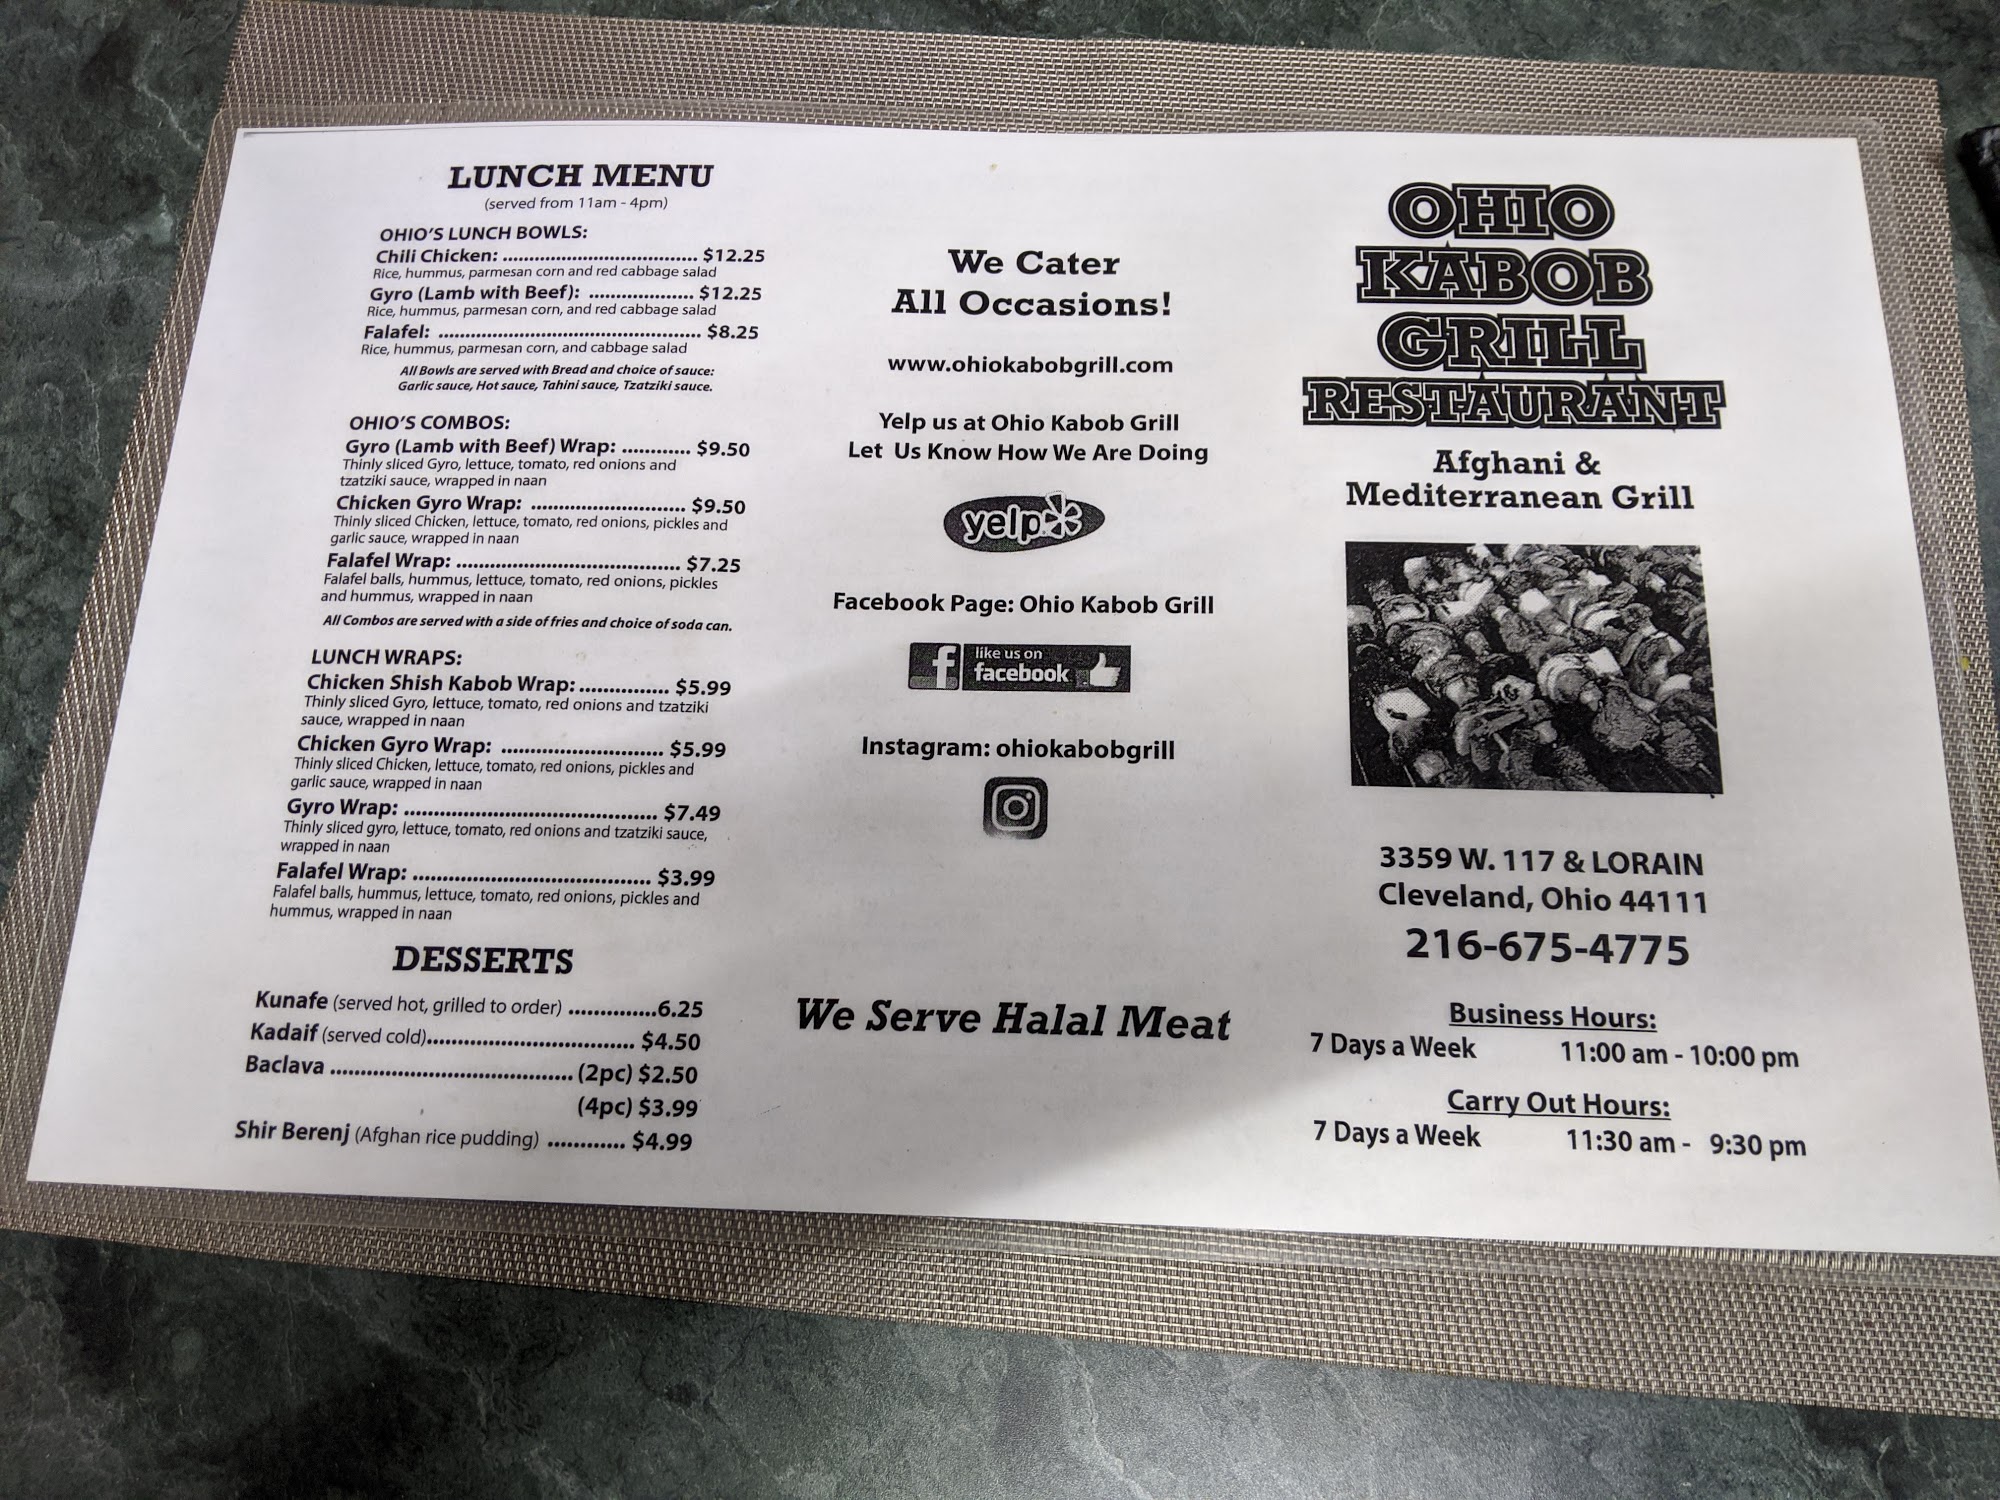 LUNCH MENU
(served from 11am - 4pm)
OHIO'S LUNCH BOWLS:
Chili Chicken: ..................................... $12.25
Rice, hummus, parmesan corn and red cabbage salad
Gyro (Lamb with Beef): .................... $12.25
Rice, hummus, parmesan corn, and red cabbage salad
Falafel: ................................................ $8.25
Rice, hummus, parmesan corn, and cabbage salad
All Bowls are served with Bread and choice of sauce:
Garlic sauce, Hot sauce, Tahini sauce, Tzatziki sauce.
OHIO'S COMBOS:
Gyro (Lamb with Beef) Wrap: ............ $9.50
Thinly sliced Gyro, lettuce, tomato, red onions and
tzatziki sauce, wrapped in naan
Chicken Gyro Wrap: ........................... $9.50
Thinly sliced Chicken, lettuce, tomato, red onions, pickles and
garlic sauce, wrapped in naan
Falafel Wrap: ....................................... $7.25
Falafel balls, hummus, lettuce, tomato, red onions, pickles
and hummus, wrapped in naan
All Combos are served with a side of fries and choice of soda can.
LUNCH WRAPS:
Chicken Shish Kabob Wrap: ............... $5.99
Thinly sliced Gyro, lettuce, tomato, red onions and tzatziki
sauce, wrapped in naan
Chicken Gyro Wrap: ........................... $5.99
Thinly sliced Chicken, lettuce, tomato, red onions, pickles and
garlic sauce, wrapped in naan
Gyro Wrap: .......................................... $7.49
Thinly sliced gyro, lettuce, tomato, red onions and tzatziki sauce,
wrapped in naan
Falafel Wrap: ....................................... $3.99
Falafel balls, hummus, lettuce, tomato, red onions, pickles and
hummus, wrapped in naan
DESSERTS
Kunafe (served hot, grilled to order) ..............6.25
Kadaif (served cold)................................. $4.50
Baclava ....................................... (2pc) $2.50
(4pc) $3.99
Shir Berenj (Afghan rice pudding) ............ $4.99
We Cater
All Occasions!
www.ohiokabobgrill.com
Yelp us at Ohio Kabob Grill
Let Us Know How We Are Doing
yelp
Facebook Page: Ohio Kabob Grill
f like us on
facebook
Instagram: ohiokabobgrill
We Serve Halal Meat
OHIO
KABOB
GRILL
RESTAURANT
Afghani &
Mediterranean Grill
3359 W. 117 & LORAIN
Cleveland, Ohio 44111
216-675-4775
Business Hours:
7 Days a Week 11:00 am - 10:00 pm
Carry Out Hours:
7 Days a Week 11:30 am - 9:30 pm